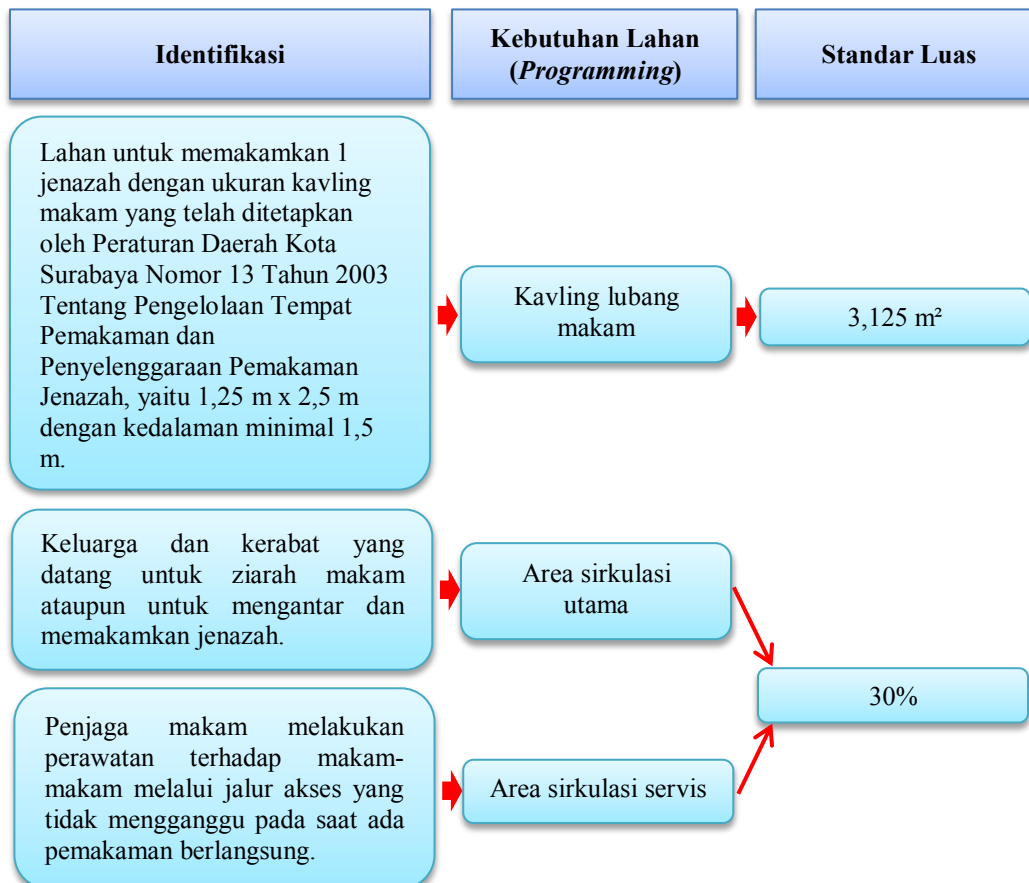 Identifikasi
Kebutuhan Lahan
(Programming)
Standar Luas
Lahan untuk memakamkan 1
jenazah dengan ukuran kavling
makam yang telah ditetapkan
oleh Peraturan Daerah Kota
Surabaya Nomor 13 Tahun 2003
Tentang Pengelolaan Tempat
Pemakaman dan
Penyelenggaraan Pemakaman
Jenazah, yaitu 1,25 m x 2,5 m
dengan kedalaman minimal 1,5
m.
Kavling lubang
makam
3,125 m²
Keluarga dan kerabat yang
datang untuk ziarah makam
ataupun untuk mengantar dan
memakamkan jenazah.
Area sirkulasi
utama
30%
Penjaga makam melakukan
perawatan terhadap makam-
makam melalui jalur akses yang
tidak mengganggu pada saat ada
pemakaman berlangsung.
Area sirkulasi servis